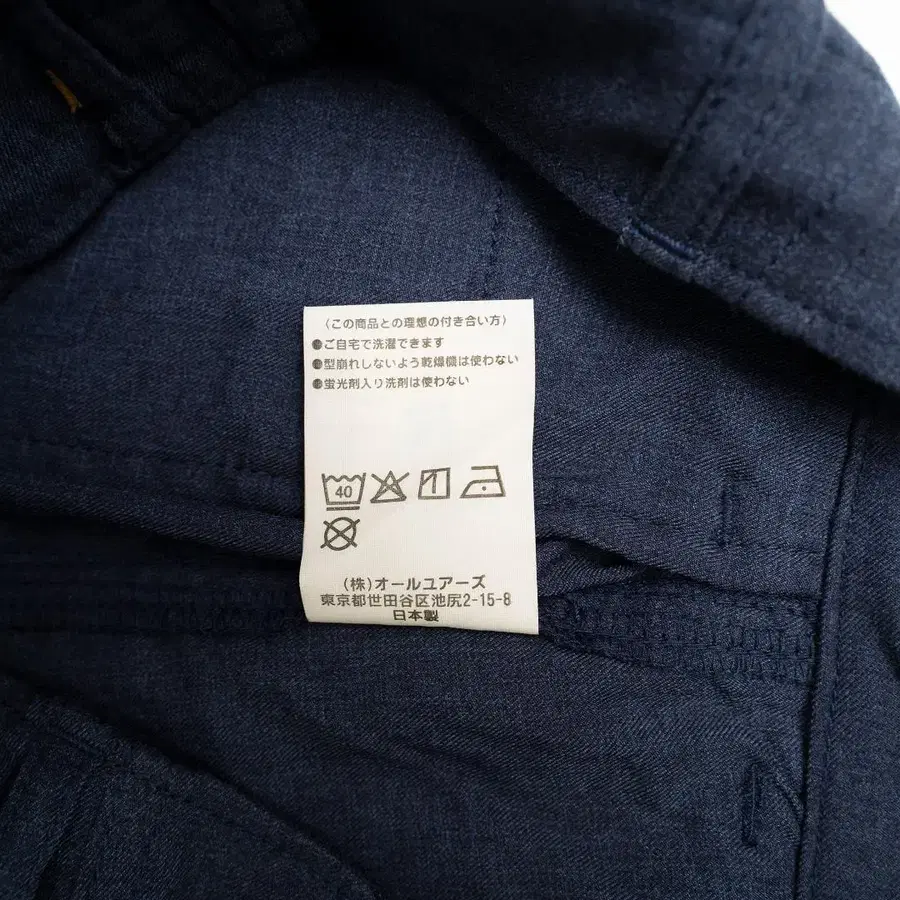 (この商品との理想の付き合い方)
●ご自宅で洗濯できます
●型崩れしないよう乾燥機は使わない
●蛍光剤入り洗剤は使わない
40
(株)オールユアーズ
東京都世田谷区池尻2-15-8
日本製